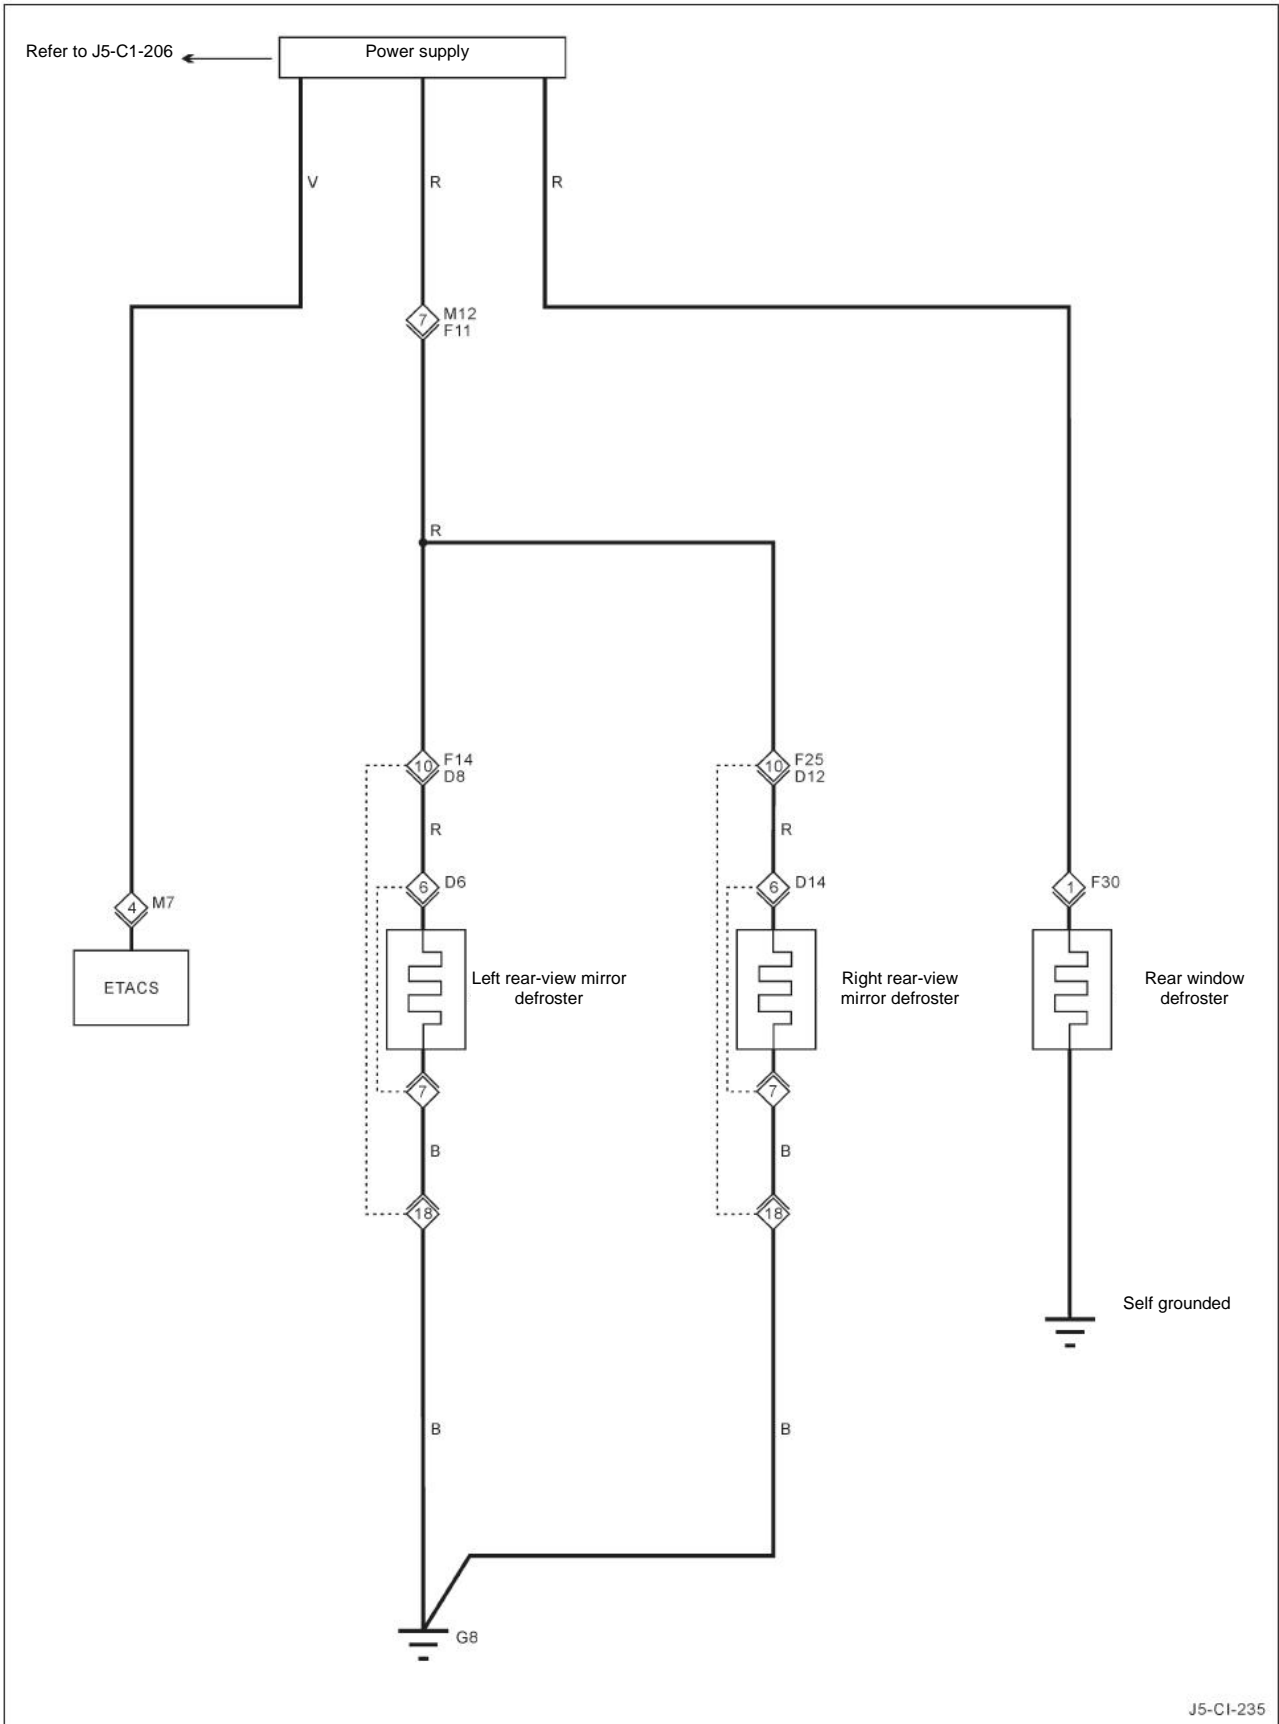 Refer to J5-C1-206
Power supply
V
R
R
7
M12
F11
R
10
F14
D8
10
F25
D12
R
R
6
D6
6
D14
1
F30
4
M7
ETACS
Left rear-view mirror
defroster
Right rear-view
mirror defroster
Rear window
defroster
7
7
B
B
18
18
Self grounded
B
B
G8
J5-CI-235